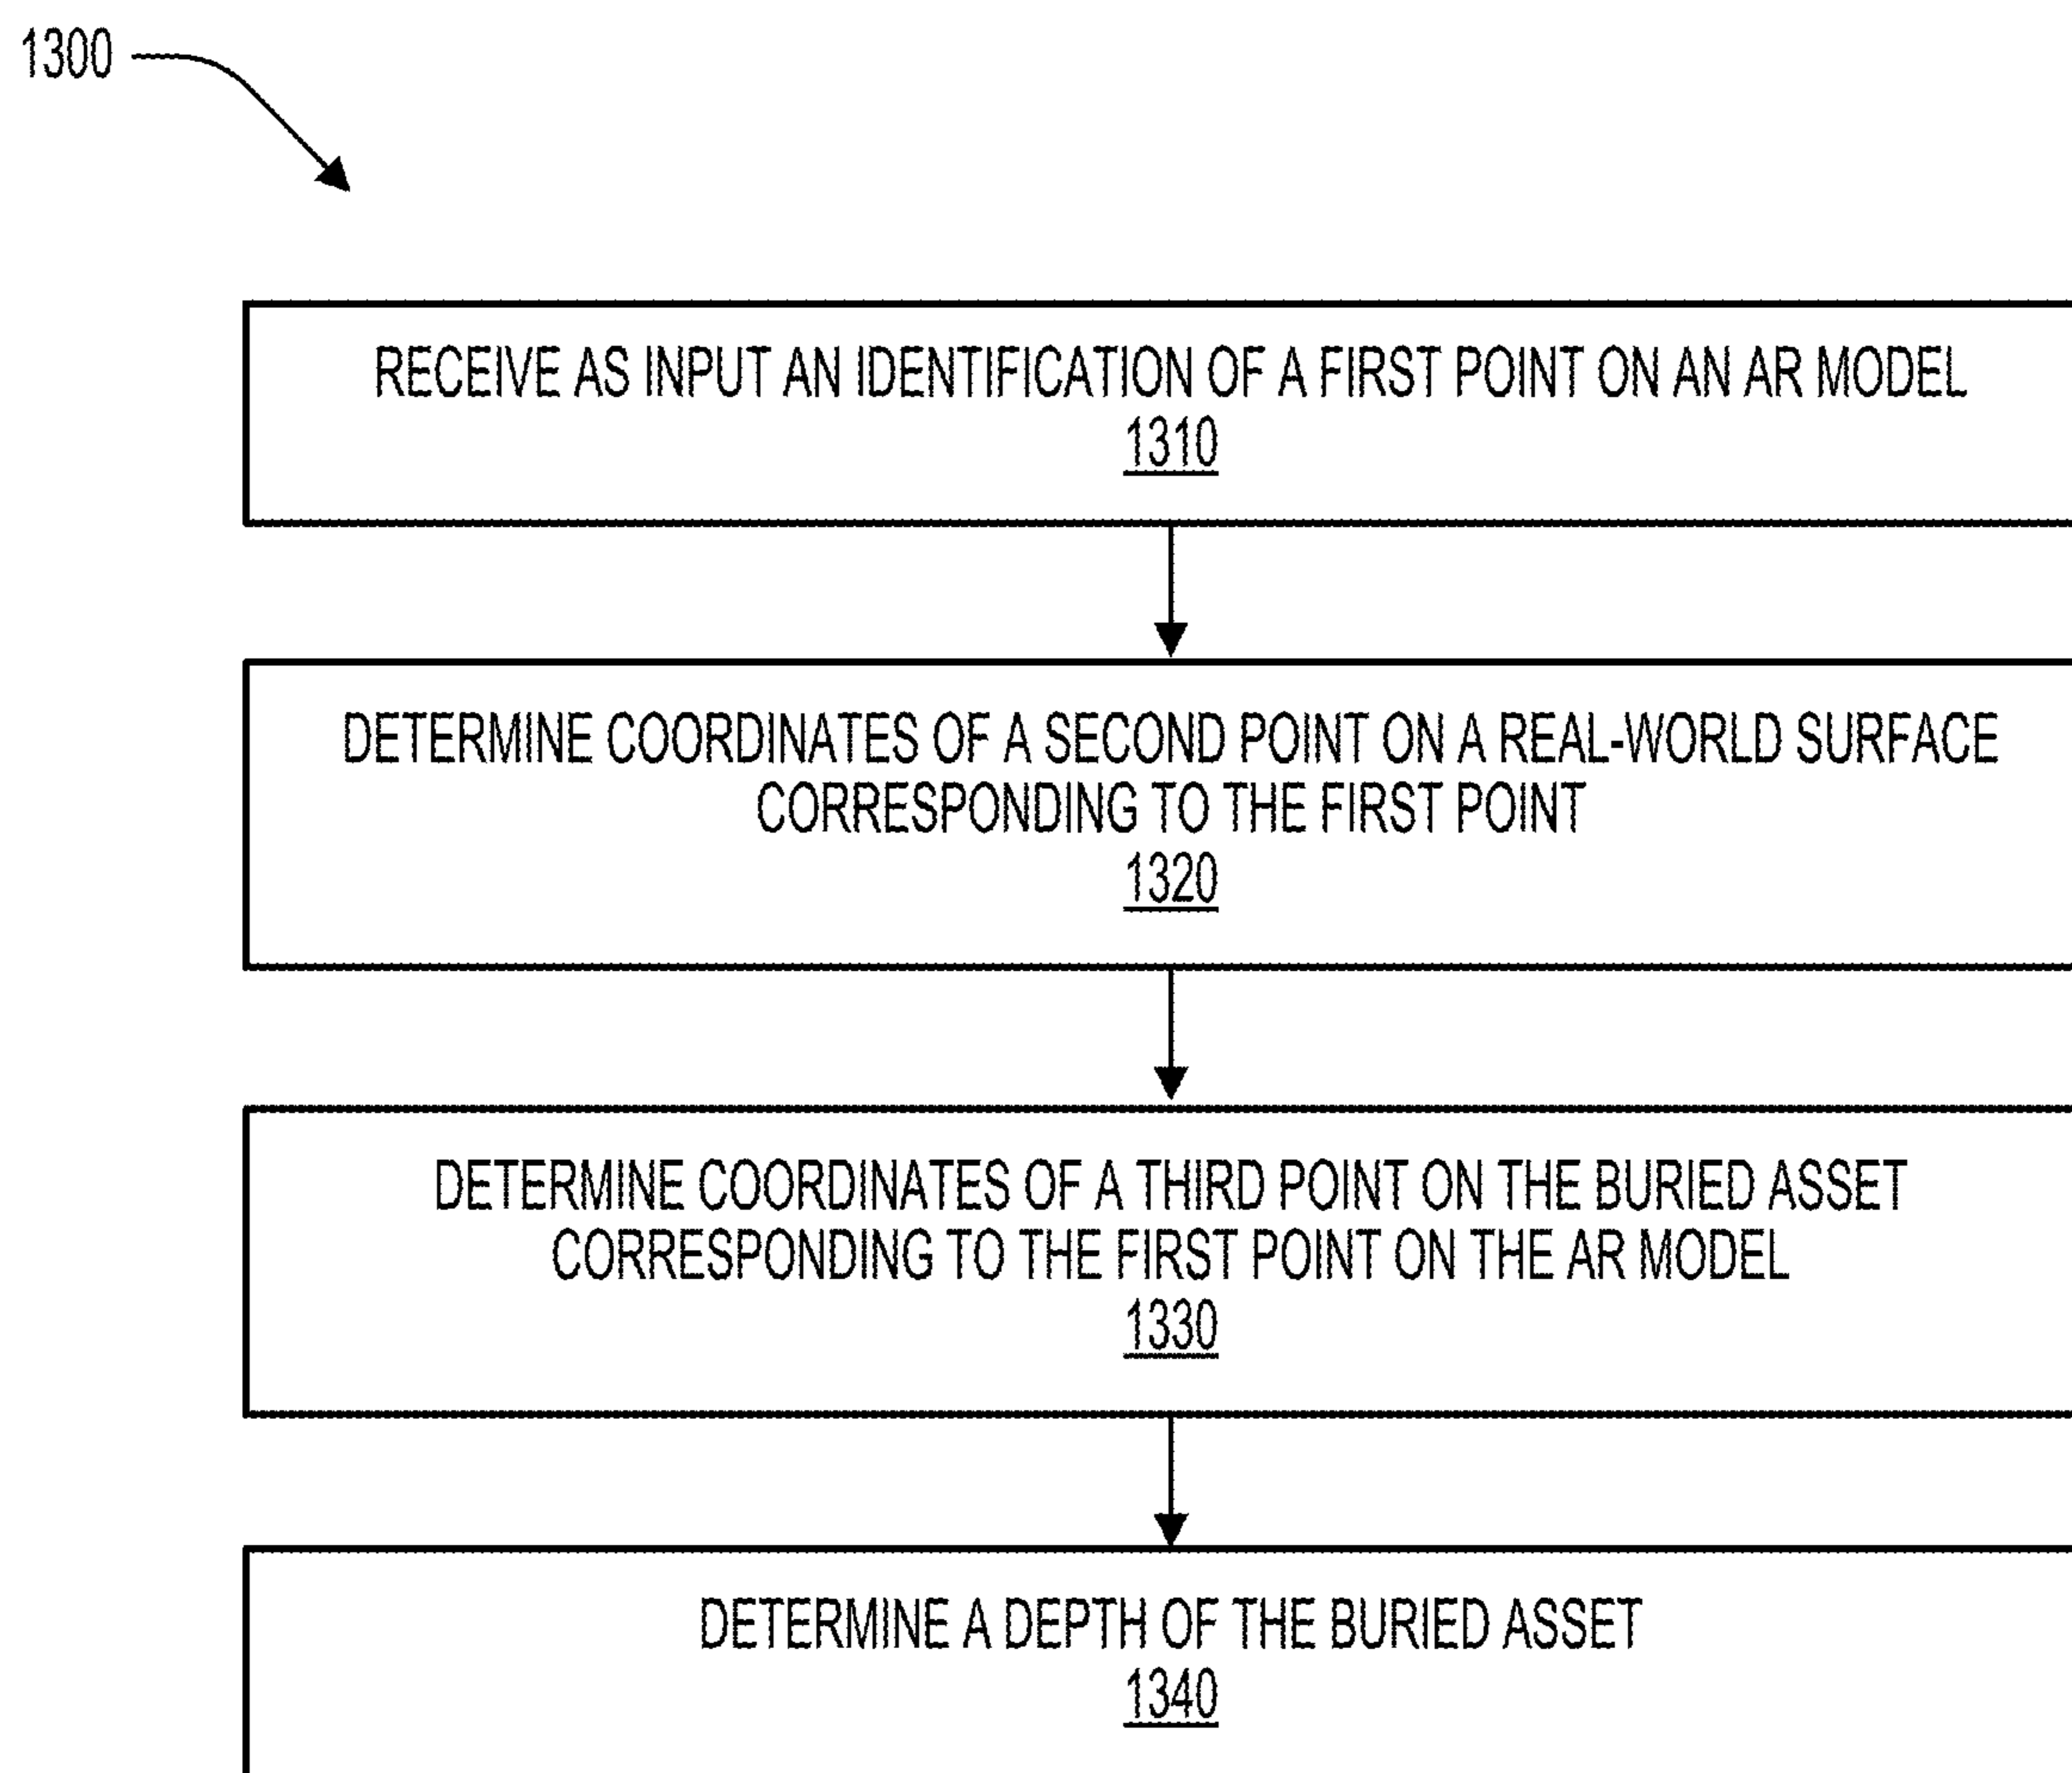 1300
RECEIVE AS INPUT AN IDENTIFICATION OF A FIRST POINT ON AN AR MODEL
1310
DETERMINE COORDINATES OF A SECOND POINT ON A REAL-WORLD SURFACE
CORRESPONDING TO THE FIRST POINT
1320
DETERMINE COORDINATES OF A THIRD POINT ON THE BURIED ASSET
CORRESPONDING TO THE FIRST POINT ON THE AR MODEL
1330
DETERMINE A DEPTH OF THE BURIED ASSET
1340